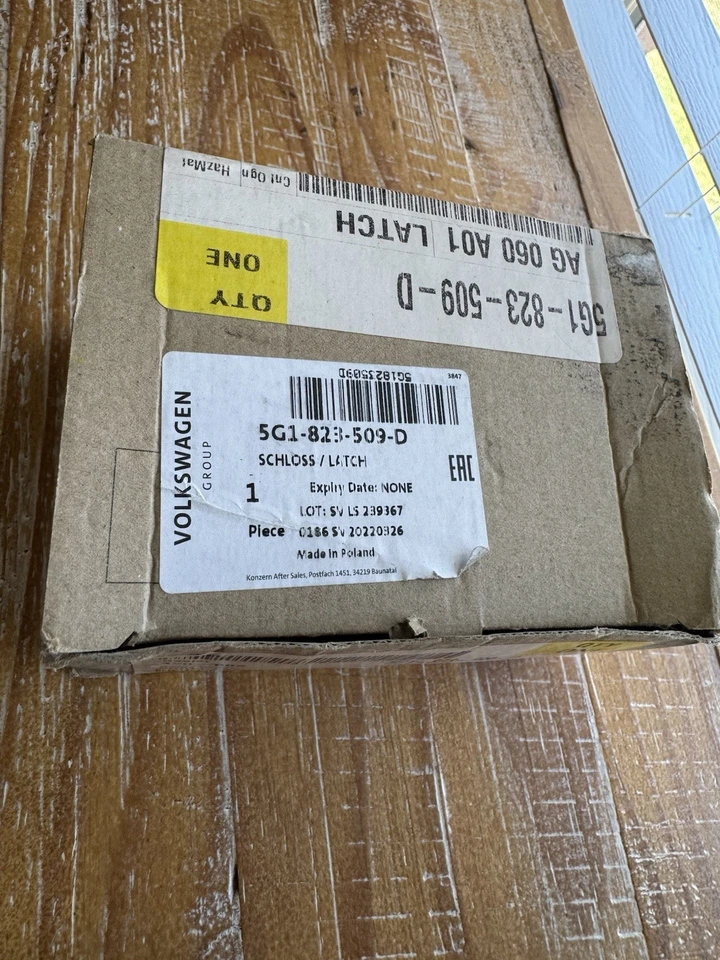 Cnt Ogn HazMat
AG 060 A01 LATCH
5G1-823-509-D
QTY
ONE
VOLKSWAGEN
GROUP
5G1823509D
3847
5G1-823-509-D
SCHLOSS / LATCH
EAC
1 Expiry Date: NONE
LOT: SV LS 239367
Piece 0186 SV 20220326
Made in Poland
Konzern After Sales, Postfach 1451, 34219 Baunatal
QTY